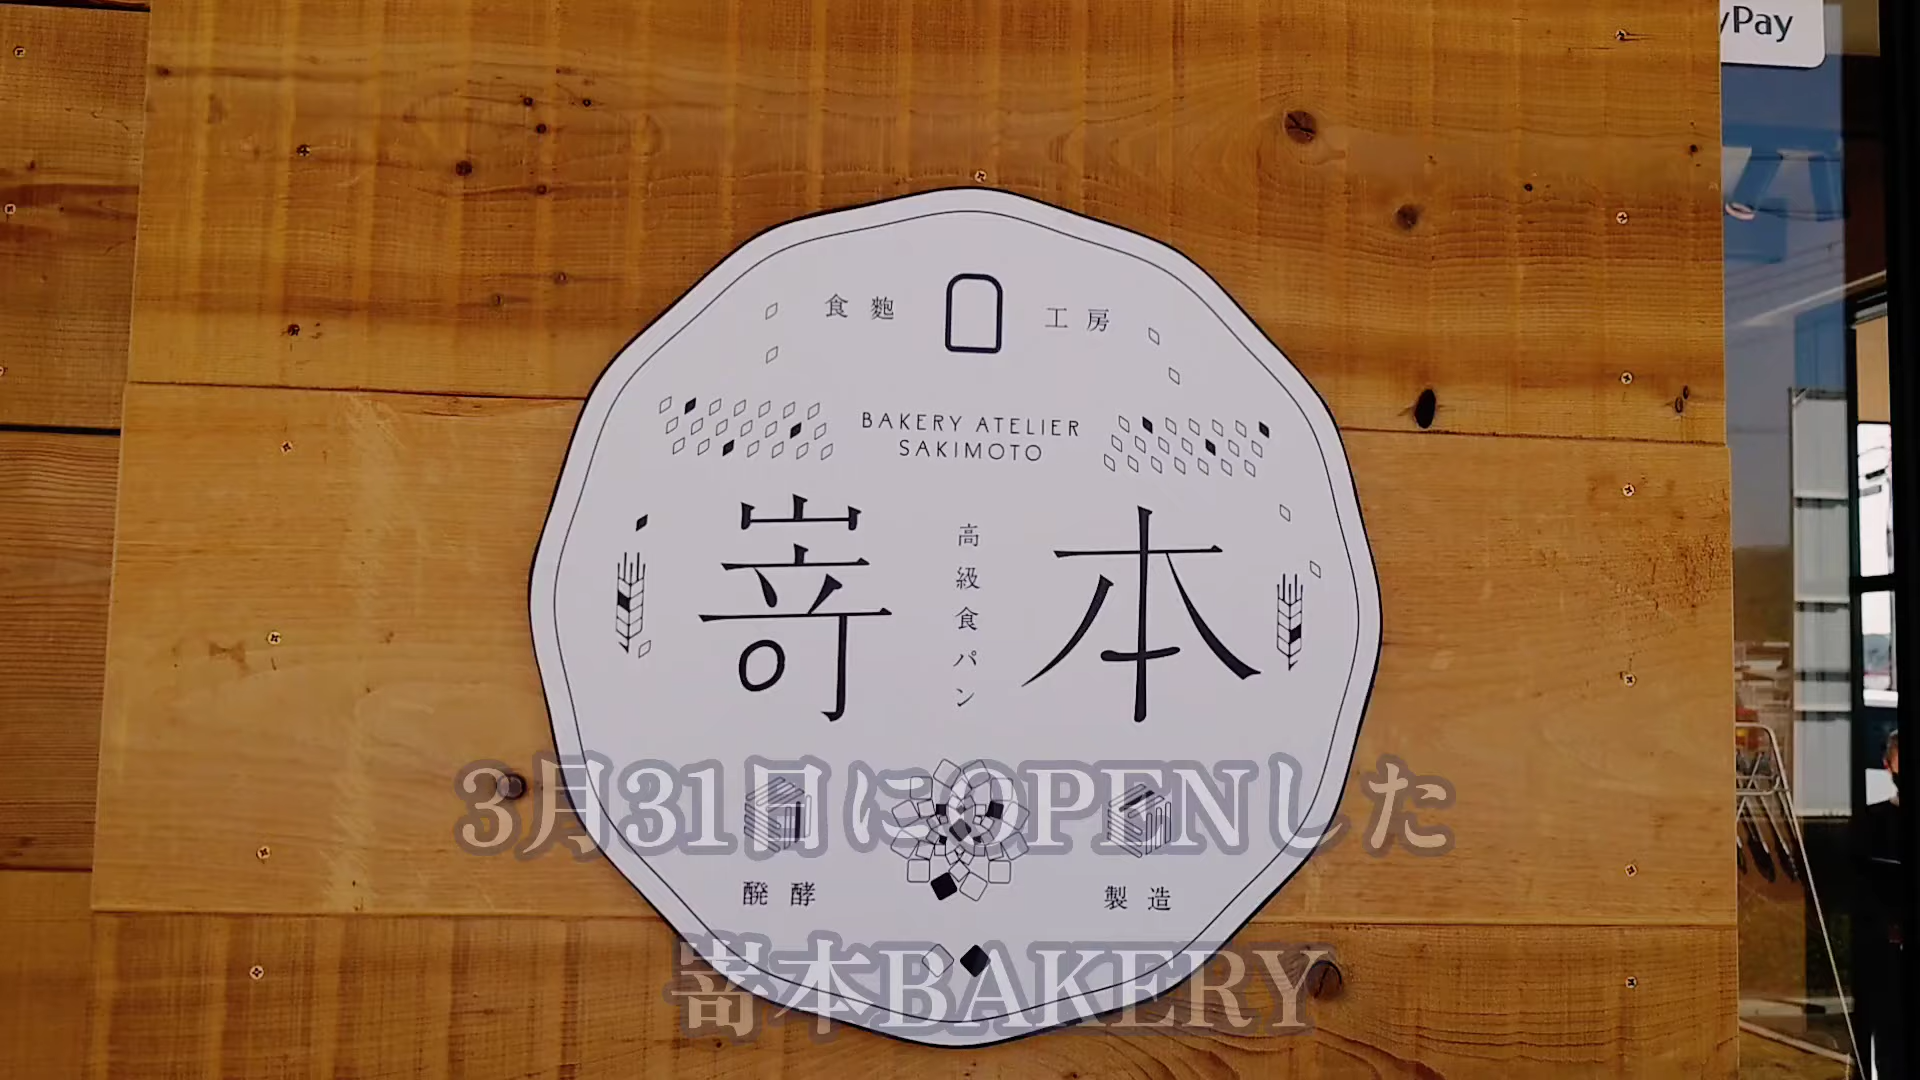 yPay
食麭 工房
BAKERY ATELIER
SAKIMOTO
嵜本
高級食パン
3月31日にOPENした
醗酵 製造
嵜本BAKERY